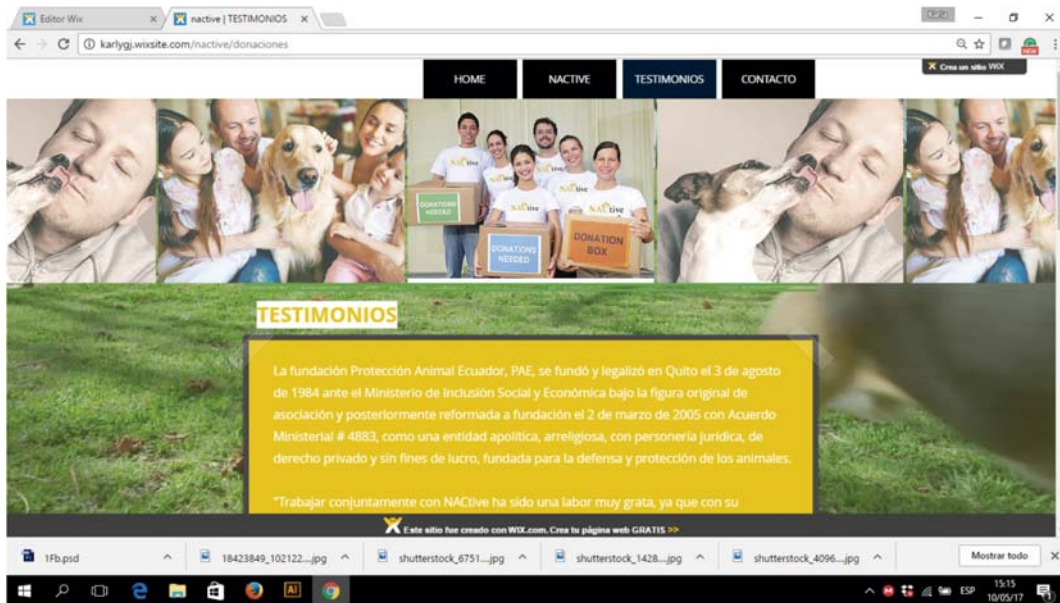 Editor Wix
nactive | TESTIMONIOS
karlygj.wixsite.com/nactive/donaciones
NEW
HOME NACTIVE TESTIMONIOS CONTACTO
Crea un sitio WIX
NACtive
NACtive
NACtive
DONATIONS NEEDED
DONATIONS NEEDED
DONATION BOX
TESTIMONIOS
La fundación Protección Animal Ecuador, PAE, se fundó y legalizó en Quito el 3 de agosto
de 1984 ante el Ministerio de Inclusión Social y Económica bajo la figura original de
asociación y posteriormente reformada a fundación el 2 de marzo de 2005 con Acuerdo
Ministerial # 4883, como una entidad apolítica, arreligiosa, con personería jurídica, de
derecho privado y sin fines de lucro, fundada para la defensa y protección de los animales.
"Trabajar conjuntamente con NACtive ha sido una labor muy grata, ya que con su
Este sitio fue creado con WIX.com. Crea tu página web GRATIS >>
1Fb.psd
18423849_102122....jpg
shutterstock_6751....jpg
shutterstock_1428....jpg
shutterstock_4096....jpg
Mostrar todo
Ai
ESP
15:15
10/05/17